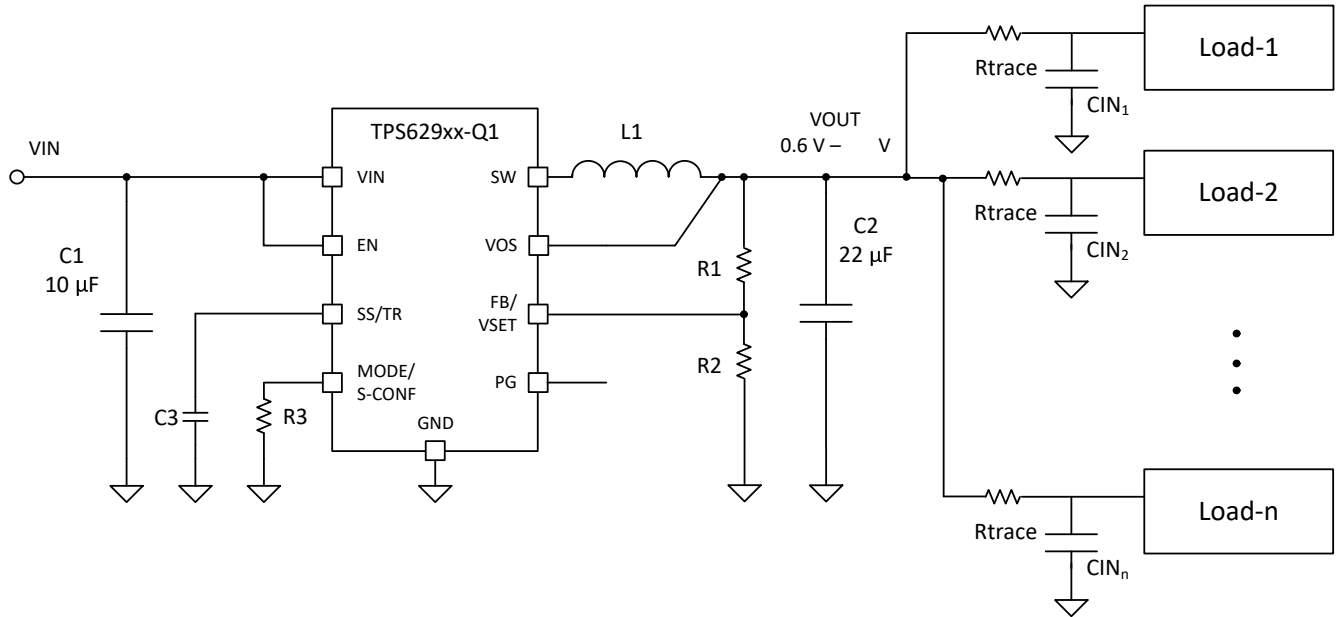 Load-1
Rtrace
CIN₁
VOUT
0.6 V –    V
TPS629xx-Q1
L1
VIN
VIN
SW
Load-2
Rtrace
CIN₂
C2
22 µF
EN
VOS
C1
10 µF
R1
SS/TR
FB/
VSET
MODE/
S-CONF
PG
R2
C3
R3
GND
Load-n
Rtrace
CINₙ